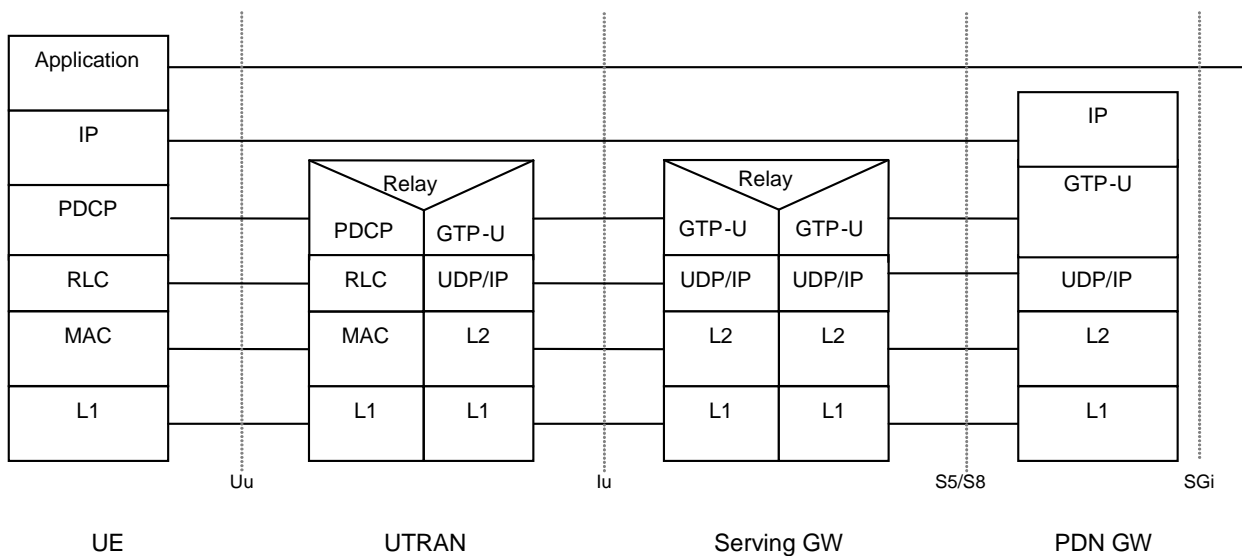 Application
IP
IP
Relay
Relay
GTP-U
PDCP
PDCP GTP-U
GTP-U GTP-U
RLC
RLC UDP/IP
UDP/IP UDP/IP
UDP/IP
MAC
MAC L2
L2 L2
L2
L1
L1 L1
L1 L1
L1
Uu
Iu
S5/S8
SGi
UE
UTRAN
Serving GW
PDN GW